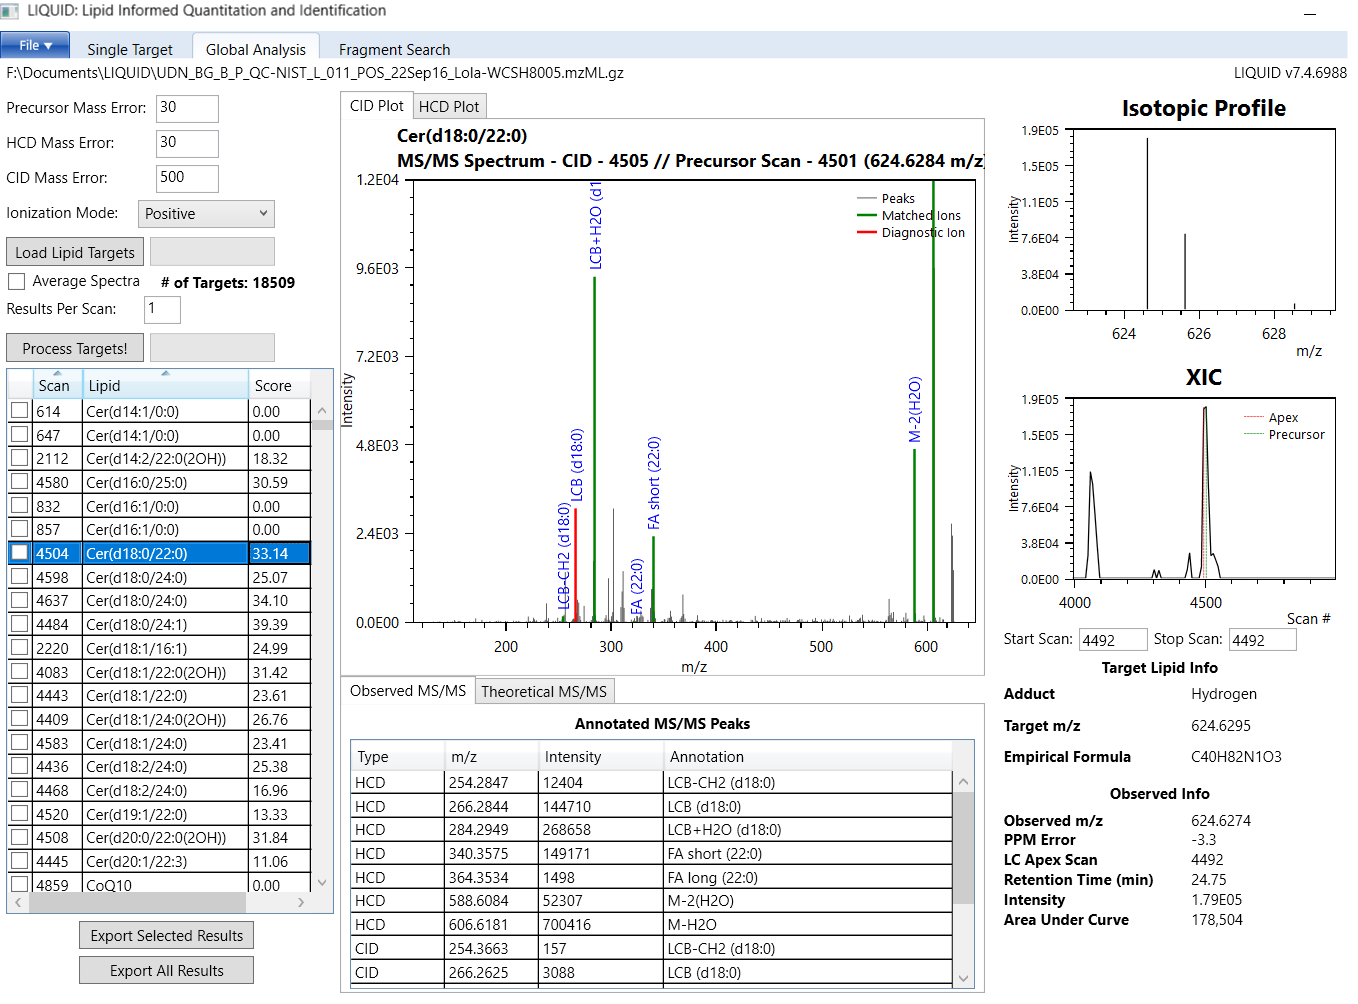 LIQUID: Lipid Informed Quantitation and Identification
File Single Target Global Analysis Fragment Search
F:\Documents\LIQUID\UDN_BG_B_P_QC-NIST_L_011_POS_22Sep16_Lola-WCSH8005.mzML.gz LIQUID v7.4.6988
Precursor Mass Error: 30
HCD Mass Error: 30
CID Mass Error: 500
Ionization Mode: Positive
Load Lipid Targets
Average Spectra # of Targets: 18509
Results Per Scan: 1
Process Targets!
Scan Lipid Score
614 Cer(d14:1/0:0) 0.00
647 Cer(d14:1/0:0) 0.00
2112 Cer(d14:2/22:0(2OH)) 18.32
4580 Cer(d16:0/25:0) 30.59
832 Cer(d16:1/0:0) 0.00
857 Cer(d16:1/0:0) 0.00
4504 Cer(d18:0/22:0) 33.14
4598 Cer(d18:0/24:0) 25.07
4637 Cer(d18:0/24:0) 34.10
4484 Cer(d18:0/24:1) 39.39
2220 Cer(d18:1/16:1) 24.99
4083 Cer(d18:1/22:0(2OH)) 31.42
4443 Cer(d18:1/22:0) 23.61
4409 Cer(d18:1/24:0(2OH)) 26.76
4583 Cer(d18:1/24:0) 23.41
4436 Cer(d18:2/24:0) 25.38
4468 Cer(d18:2/24:0) 16.96
4520 Cer(d19:1/22:0) 13.33
4508 Cer(d20:0/22:0(2OH)) 31.84
4445 Cer(d20:1/22:3) 11.06
4859 CoQ10 0.00
Export Selected Results
Export All Results
CID Plot HCD Plot
Cer(d18:0/22:0)
MS/MS Spectrum - CID - 4505 // Precursor Scan - 4501 (624.6284 m/z)
1.2E04
9.6E03
7.2E03
4.8E03
2.4E03
0.0E00
Intensity
Peaks
Matched Ions
Diagnostic Ion
LCB-CH2 (d18:0)
LCB (d18:0)
LCB+H2O (d1
FA (22:0)
FA short (22:0)
M-2(H2O)
200 300 400 500 600
m/z
Observed MS/MS Theoretical MS/MS
Annotated MS/MS Peaks
Type m/z Intensity Annotation
HCD 254.2847 12404 LCB-CH2 (d18:0)
HCD 266.2844 144710 LCB (d18:0)
HCD 284.2949 268658 LCB+H2O (d18:0)
HCD 340.3575 149171 FA short (22:0)
HCD 364.3534 1498 FA long (22:0)
HCD 588.6084 52307 M-2(H2O)
HCD 606.6181 700416 M-H2O
CID 254.3663 157 LCB-CH2 (d18:0)
CID 266.2625 3088 LCB (d18:0)
Isotopic Profile
1.9E05
1.5E05
1.1E05
7.6E04
3.8E04
0.0E00
Intensity
624 626 628
m/z
XIC
1.9E05
1.5E05
1.1E05
7.6E04
3.8E04
0.0E00
Intensity
Apex
Precursor
4000 4500
Scan #
Start Scan: 4492 Stop Scan: 4492
Target Lipid Info
Adduct Hydrogen
Target m/z 624.6295
Empirical Formula C40H82N1O3
Observed Info
Observed m/z 624.6274
PPM Error -3.3
LC Apex Scan 4492
Retention Time (min) 24.75
Intensity 1.79E05
Area Under Curve 178,504